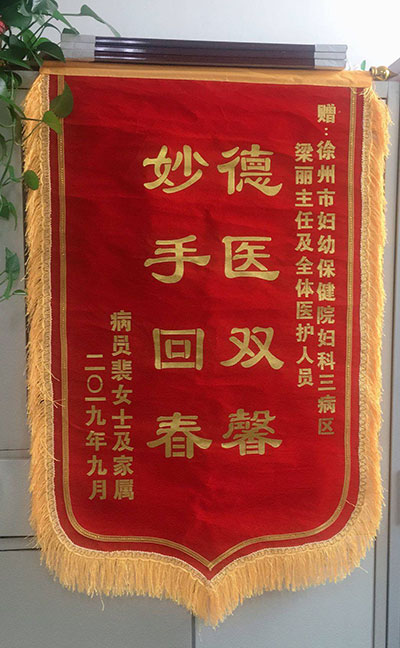 赠：徐州市妇幼保健院妇科三病区
梁丽主任及全体医护人员
德医双馨
妙手回春
病员裴女士及家属
二〇一九年九月